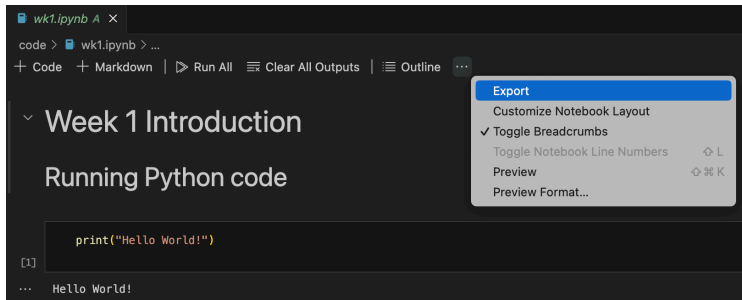 wk1.ipynb A ×
code > wk1.ipynb > ...
+ Code + Markdown | Run All Clear All Outputs | Outline ...
Export
Customize Notebook Layout
✓ Toggle Breadcrumbs
Toggle Notebook Line Numbers ⇧ L
Preview ⇧ ⌘ K
Preview Format...
Week 1 Introduction
Running Python code
print("Hello World!")
[1]
... Hello World!